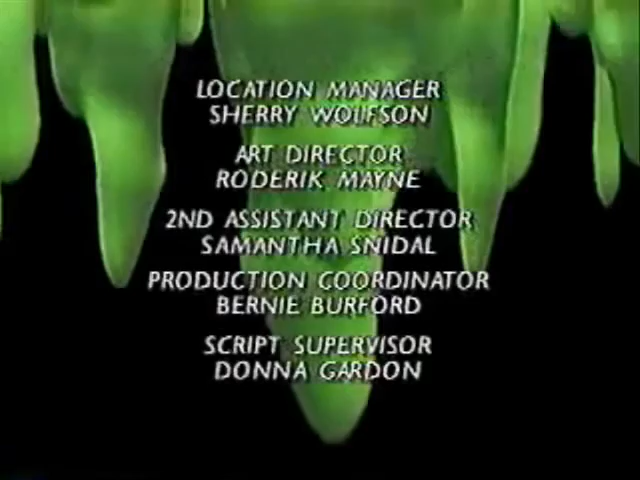 LOCATION MANAGER
SHERRY WOLFSON
ART DIRECTOR
RODERIK MAYNE
2ND ASSISTANT DIRECTOR
SAMANTHA SNIDAL
PRODUCTION COORDINATOR
BERNIE BURFORD
SCRIPT SUPERVISOR
DONNA GARDON